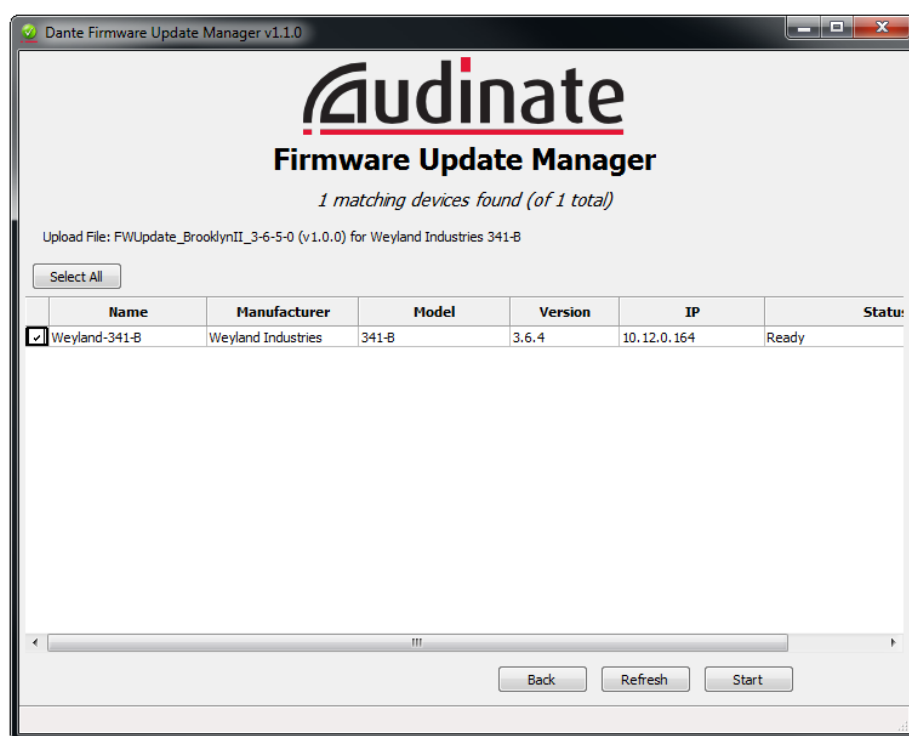 Dante Firmware Update Manager v1.1.0
Audinate
Firmware Update Manager
1 matching devices found (of 1 total)
Upload File: FWUpdate_BrooklynII_3-6-5-0 (v1.0.0) for Weyland Industries 341-B
Select All
Name Manufacturer Model Version IP Status
Weyland-341-B Weyland Industries 341-B 3.6.4 10.12.0.164 Ready
Back Refresh Start